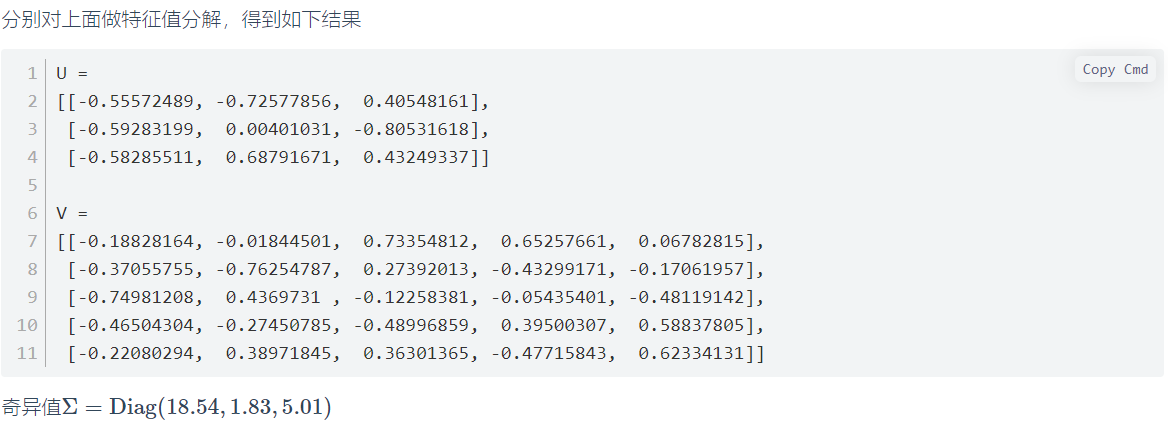 分别对上面做特征值分解，得到如下结果
Copy Cmd
1 U =
2 [[-0.55572489, -0.72577856,  0.40548161],
3  [-0.59283199,  0.00401031, -0.80531618],
4  [-0.58285511,  0.68791671,  0.43249337]]
5
6 V =
7 [[-0.18828164, -0.01844501,  0.73354812,  0.65257661,  0.06782815],
8  [-0.37055755, -0.76254787,  0.27392013, -0.43299171, -0.17061957],
9  [-0.74981208,  0.4369731 , -0.12258381, -0.05435401, -0.48119142],
10  [-0.46504304, -0.27450785, -0.48996859,  0.39500307,  0.58837805],
11  [-0.22080294,  0.38971845,  0.36301365, -0.47715843,  0.62334131]]
奇异值Σ = Diag(18.54, 1.83, 5.01)